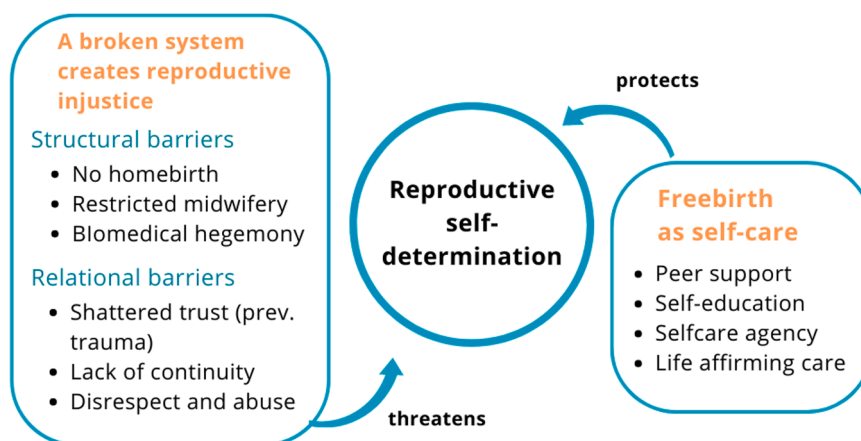 A broken system
creates reproductive
injustice
Structural barriers
• No homebirth
• Restricted midwifery
• BIomedical hegemony
Relational barriers
• Shattered trust (prev.
trauma)
• Lack of continuity
• Disrespect and abuse
threatens
Reproductive
self-
determination
protects
Freebirth
as self-care
• Peer support
• Self-education
• Selfcare agency
• Life affirming care